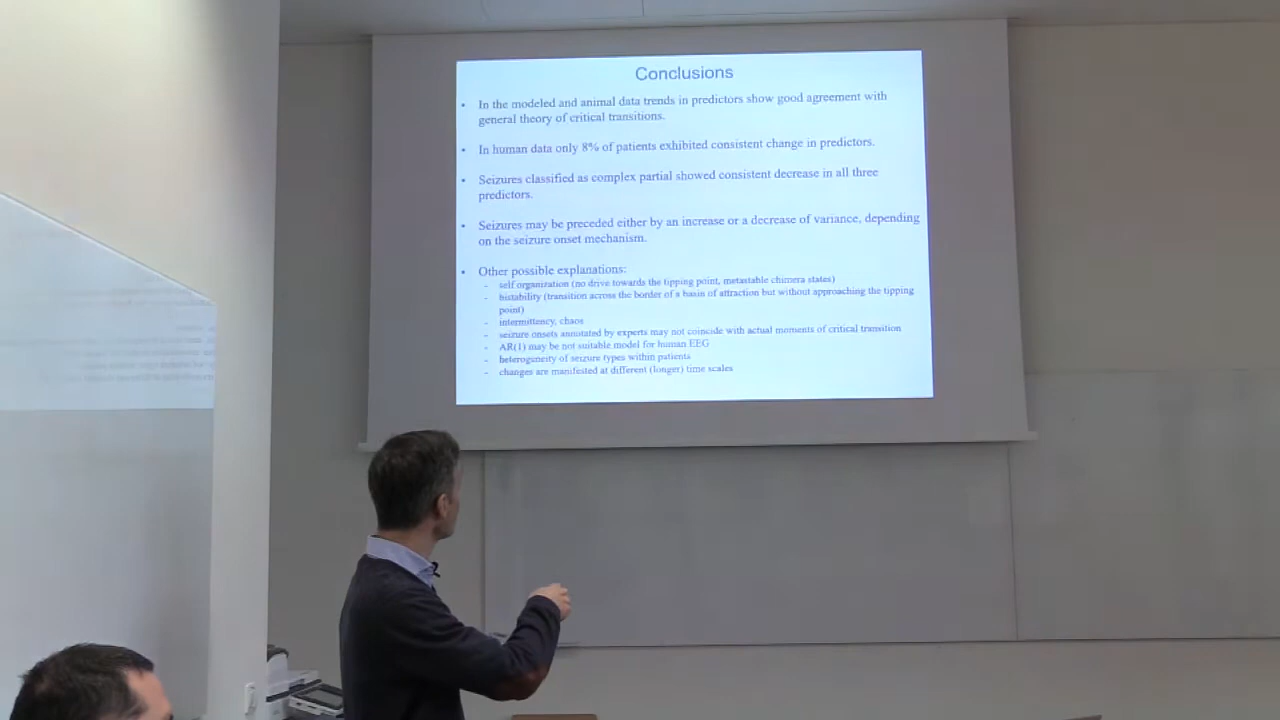 Conclusions
• In the modeled and animal data trends in predictors show good agreement with
general theory of critical transitions.
• In human data only 8% of patients exhibited consistent change in predictors.
• Seizures classified as complex partial showed consistent decrease in all three
predictors.
• Seizures may be preceded either by an increase or a decrease of variance, depending
on the seizure onset mechanism.
• Other possible explanations:
- self organization (no drive towards the tipping point, metastable chimera states)
- bistability (transition across the border of a basin of attraction but without approaching the tipping
point)
- intermittency, chaos
- seizure onsets annotated by experts may not coincide with actual moments of critical transition
- AR(1) may be not suitable model for human EEG
- heterogeneity of seizure types within patients
- changes are manifested at different (longer) time scales